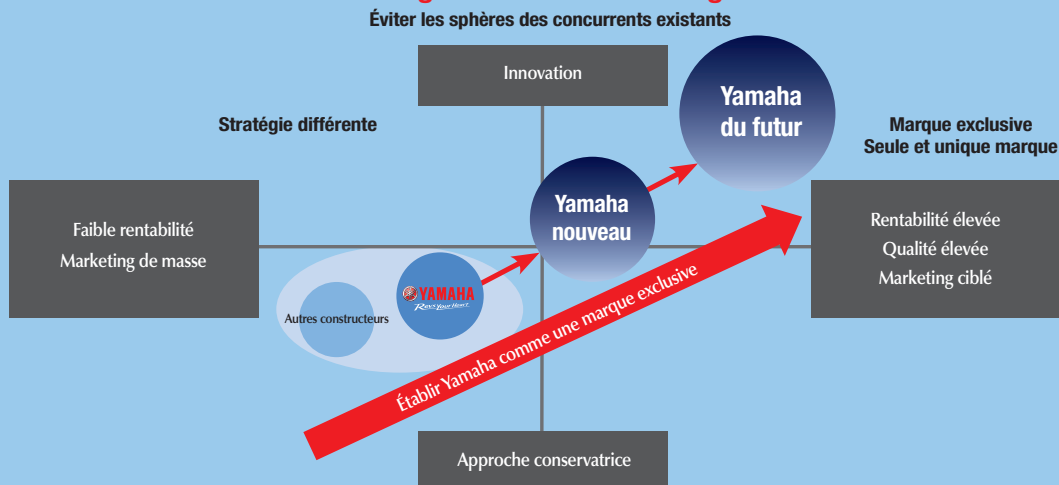 Éviter les sphères des concurrents existants
Innovation
Yamaha
du futur
Stratégie différente
Marque exclusive
Seule et unique marque
Faible rentabilité
Marketing de masse
Yamaha
nouveau
Rentabilité élevée
Qualité élevée
Marketing ciblé
YAMAHA
Revs Your Heart
Autres constructeurs
Établir Yamaha comme une marque exclusive
Approche conservatrice